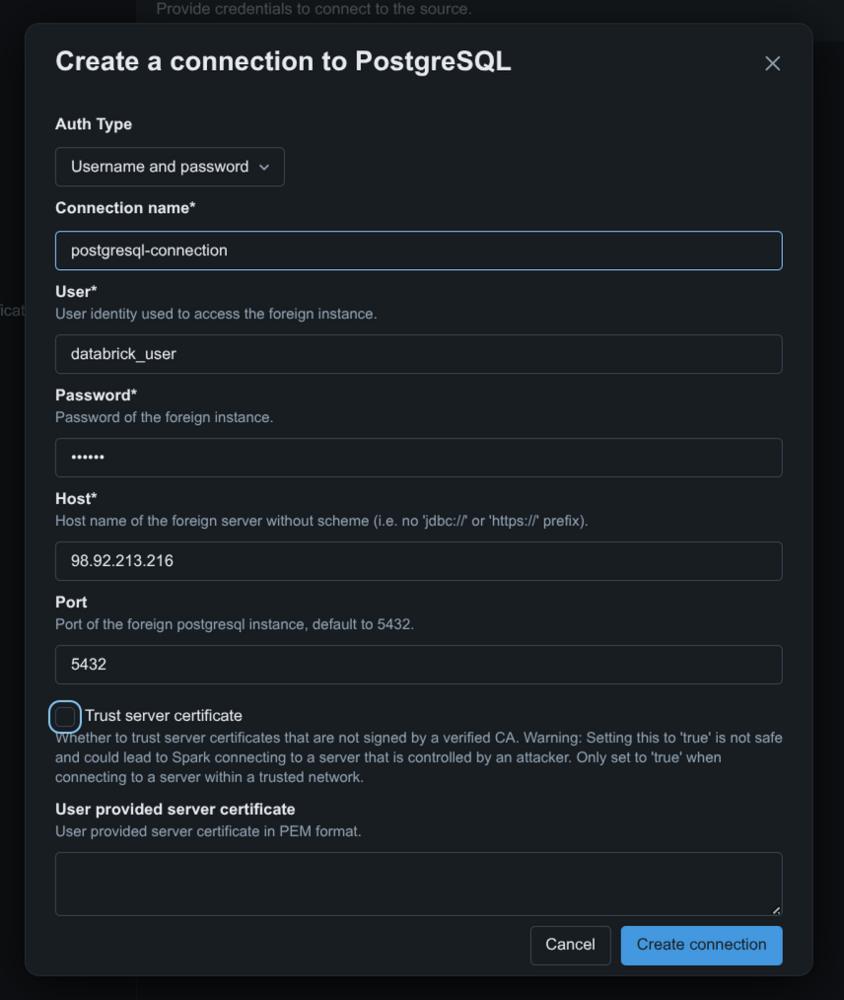 Provide credentials to connect to the source.
Create a connection to PostgreSQL
Auth Type
Username and password
Connection name*
postgresql-connection
icat
User*
User identity used to access the foreign instance.
databrick_user
Password*
Password of the foreign instance.
••••••
Host*
Host name of the foreign server without scheme (i.e. no 'jdbc://' or 'https://' prefix).
98.92.213.216
Port
Port of the foreign postgresql instance, default to 5432.
5432
Trust server certificate
Whether to trust server certificates that are not signed by a verified CA. Warning: Setting this to 'true' is not safe
and could lead to Spark connecting to a server that is controlled by an attacker. Only set to 'true' when
connecting to a server within a trusted network.
User provided server certificate
User provided server certificate in PEM format.
Cancel
Create connection